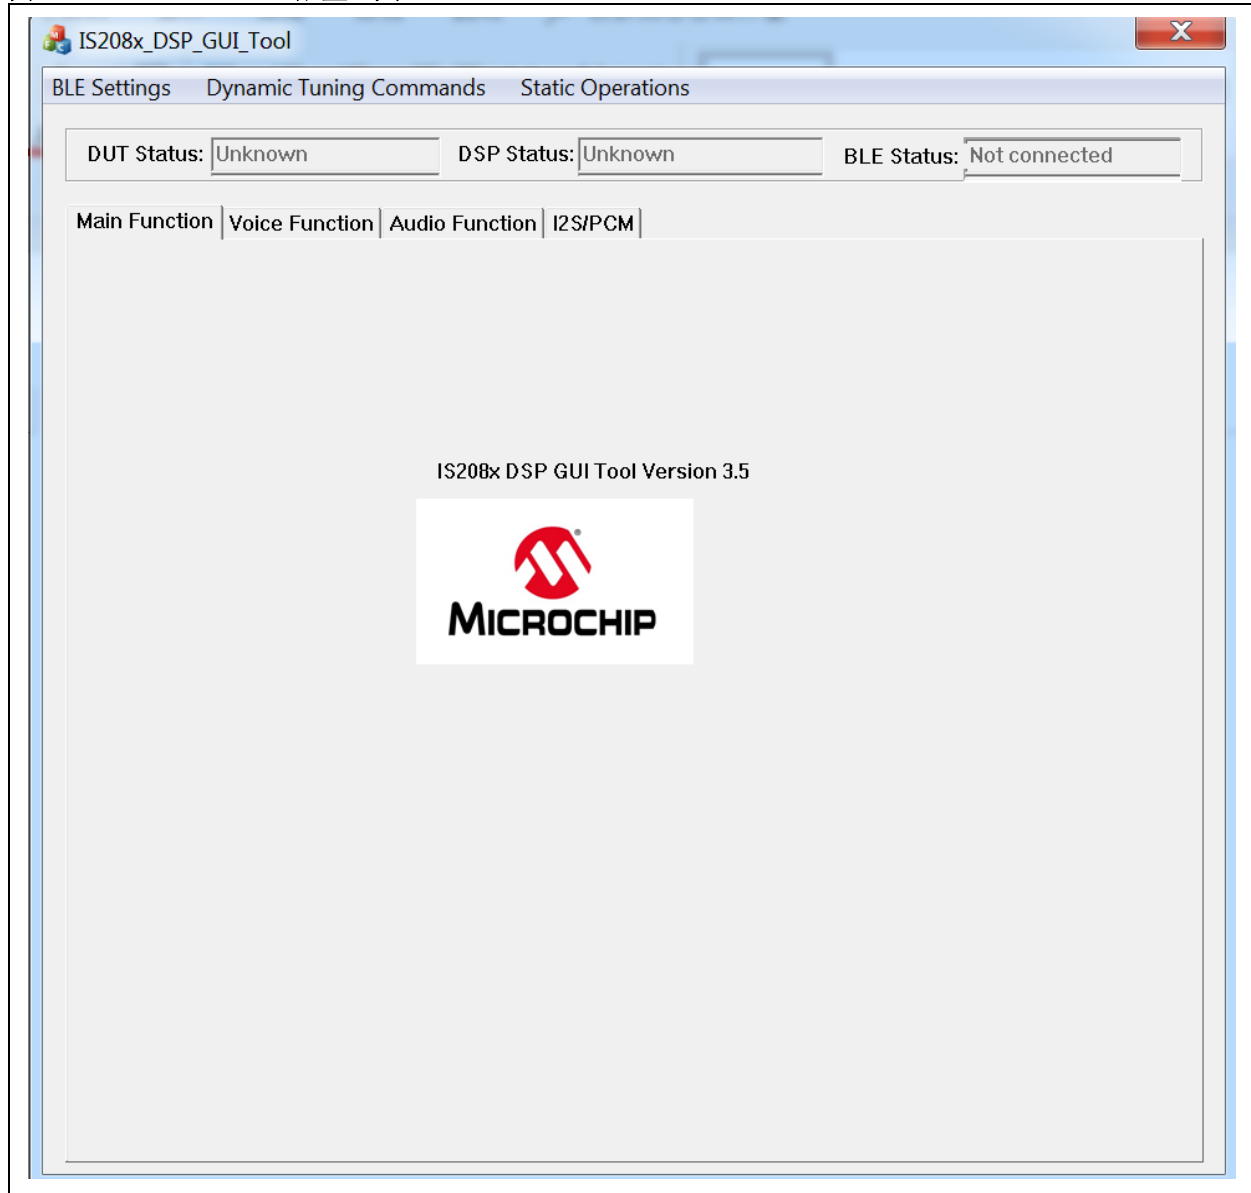 IS208x_DSP_GUI_Tool
BLE Settings Dynamic Tuning Commands Static Operations
DUT Status: Unknown DSP Status: Unknown BLE Status: Not connected
Main Function Voice Function Audio Function I2S/PCM
IS208x DSP GUI Tool Version 3.5
MICROCHIP